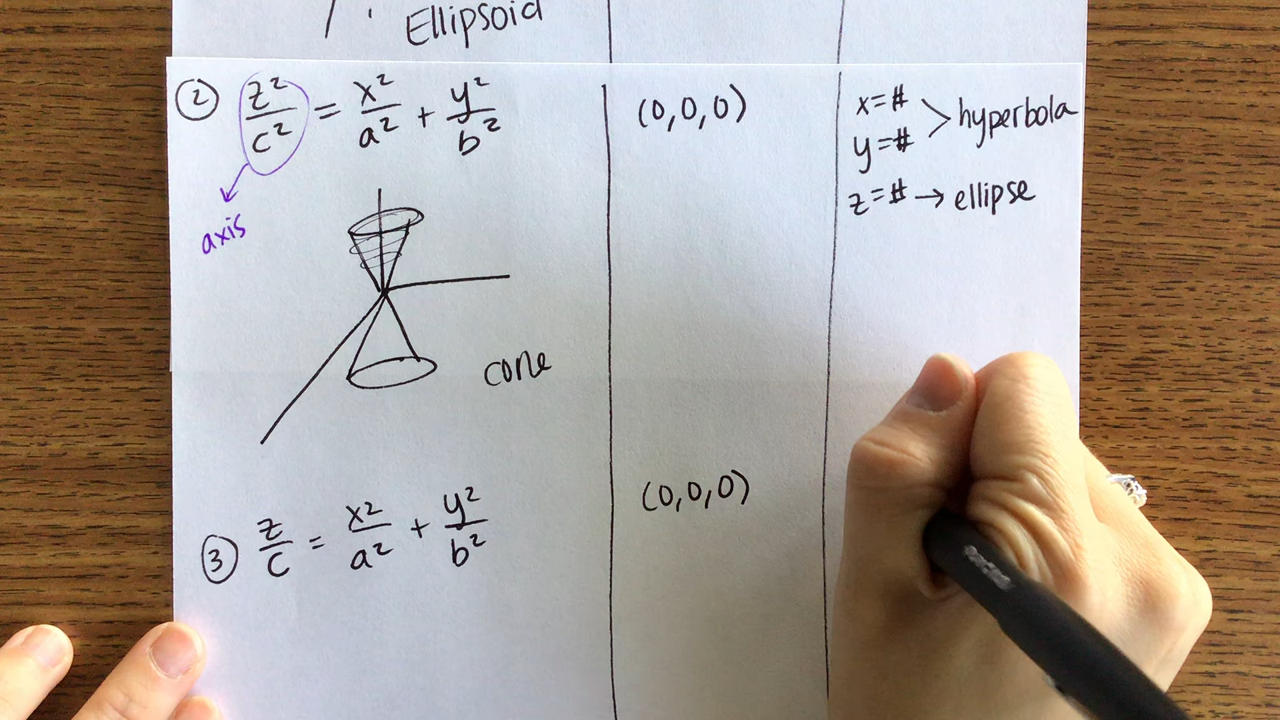 Ellipsoid
② z²/c² = x²/a² + y²/b²
(0,0,0)
x=#
y=# > hyperbola
z=# → ellipse
axis
cone
③ z/c = x²/a² + y²/b²
(0,0,0)